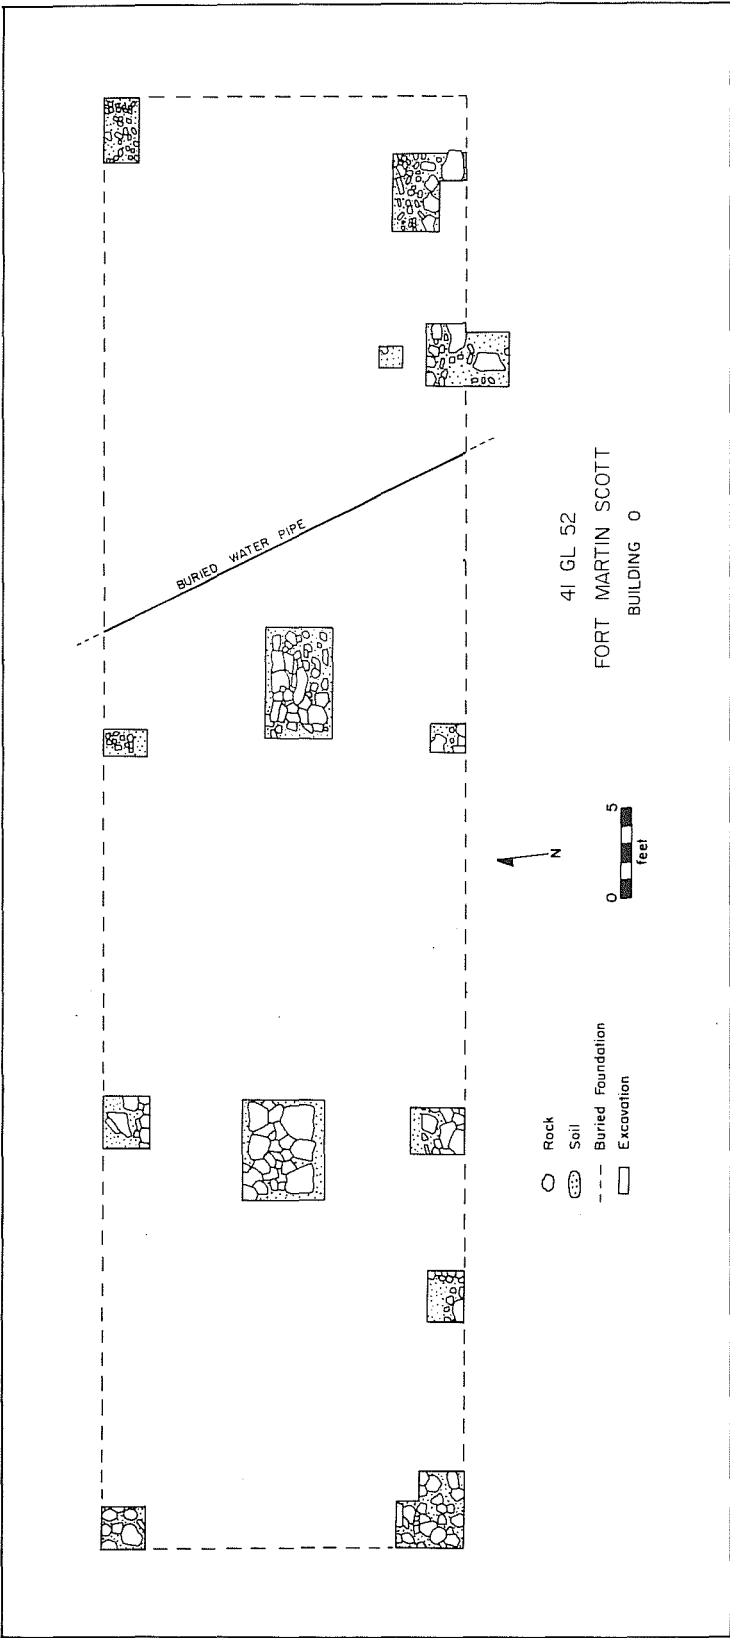 BURIED WATER PIPE
41 GL 52
FORT MARTIN SCOTT
BUILDING O
N
0 5
feet
Rock
Soil
Buried Foundation
Excavation